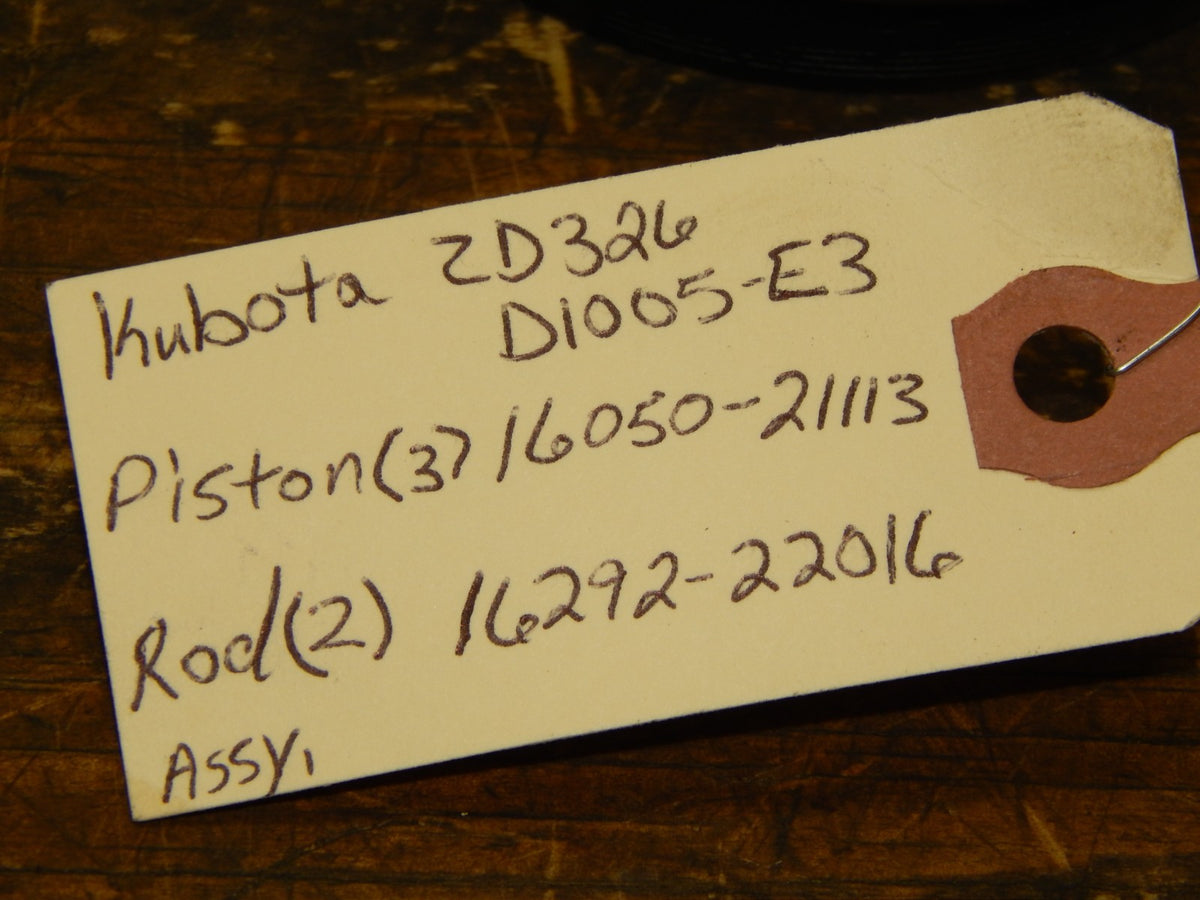 Kubota ZD326
D1005-E3
Piston(3) 16050-21113
Rod(2) 16292-22016
Assy.